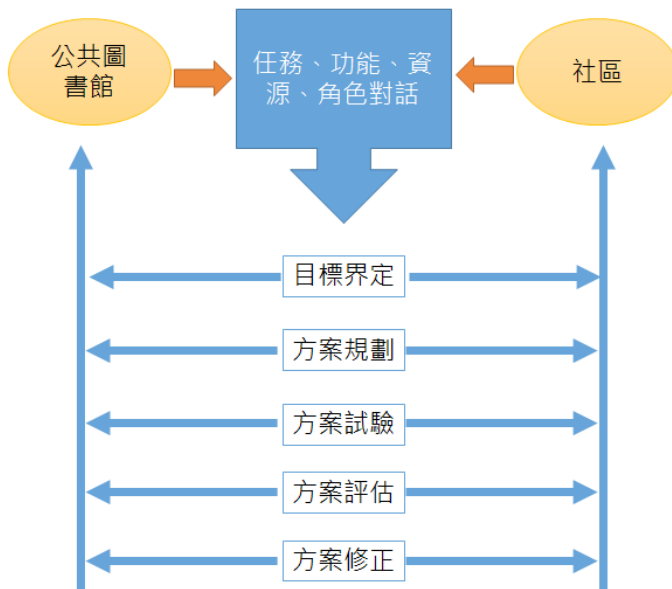 公共圖
書館
任務、功能、資
源、角色對話
社區
目標界定
方案規劃
方案試驗
方案評估
方案修正